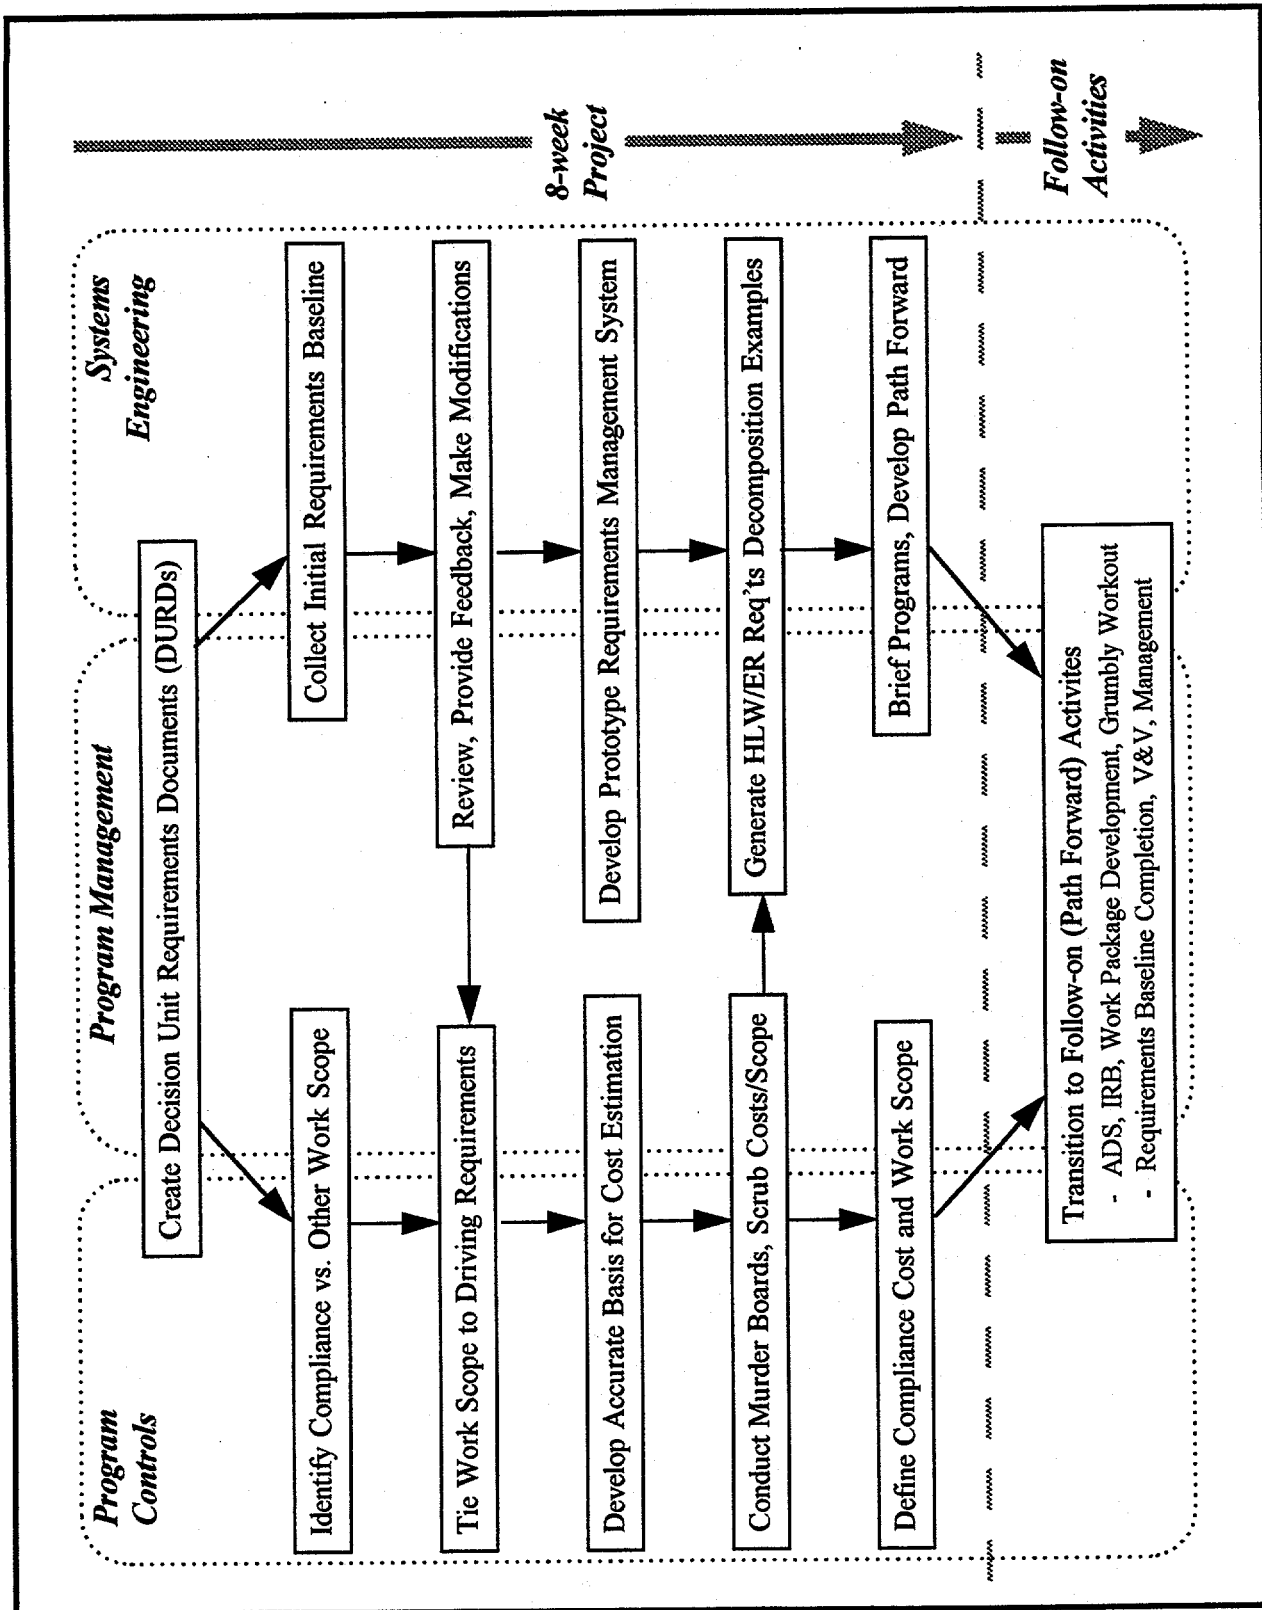 Program
Controls
Program Management
Systems
Engineering
Create Decision Unit Requirements Documents (DURDs)
Identify Compliance vs. Other Work Scope
Collect Initial Requirements Baseline
Tie Work Scope to Driving Requirements
Review, Provide Feedback, Make Modifications
Develop Accurate Basis for Cost Estimation
Develop Prototype Requirements Management System
8-week
Project
Conduct Murder Boards, Scrub Costs/Scope
Generate HLW/ER Req'ts Decomposition Examples
Define Compliance Cost and Work Scope
Brief Programs, Develop Path Forward
Transition to Follow-on (Path Forward) Activites
- ADS, IRB, Work Package Development, Grumbly Workout
- Requirements Baseline Completion, V&V, Management
Follow-on
Activities